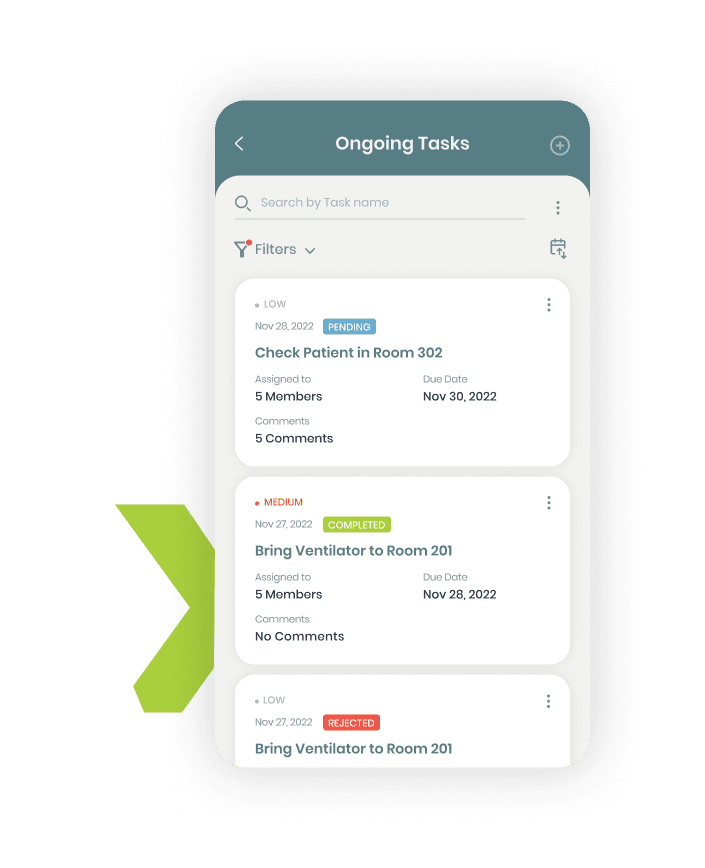 Ongoing Tasks
Search by Task name
Filters
LOW
Nov 28, 2022 PENDING
Check Patient in Room 302
Assigned to Due Date
5 Members Nov 30, 2022
Comments
5 Comments
MEDIUM
Nov 27, 2022 COMPLETED
Bring Ventilator to Room 201
Assigned to Due Date
5 Members Nov 28, 2022
Comments
No Comments
LOW
Nov 27, 2022 REJECTED
Bring Ventilator to Room 201